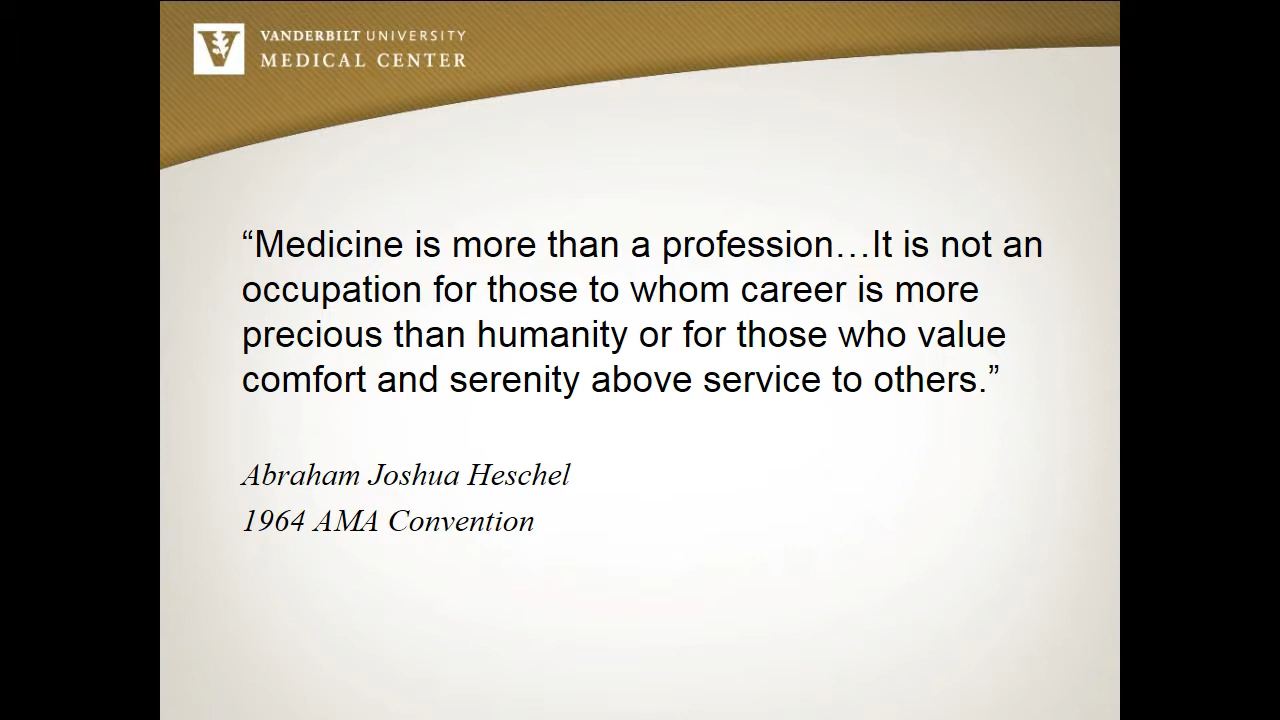 VANDERBILT UNIVERSITY
MEDICAL CENTER
“Medicine is more than a profession…It is not an
occupation for those to whom career is more
precious than humanity or for those who value
comfort and serenity above service to others.”
Abraham Joshua Heschel
1964 AMA Convention